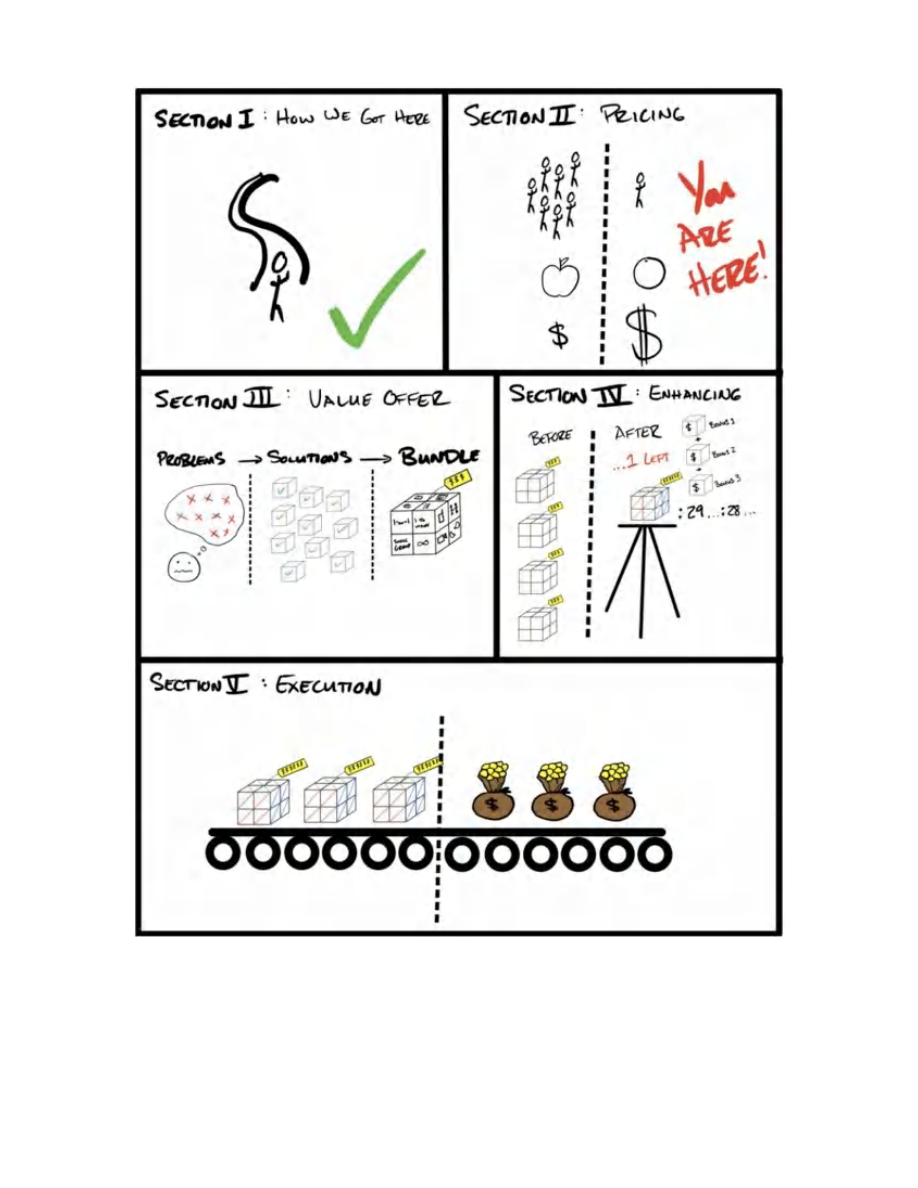 SECTION I : HOW WE GOT HERE
SECTION II : PRICING
YOU
ARE
HERE!
$ $
SECTION III : VALUE OFFER
PROBLEMS → SOLUTIONS → BUNDLE
$$$
SECTION IV : ENHANCING
BEFORE
AFTER
...1 LEFT
$ BONUS 1
+
$ BONUS 2
+
$ BONUS 3
:29...:28...
SECTION V : EXECUTION
$ $ $